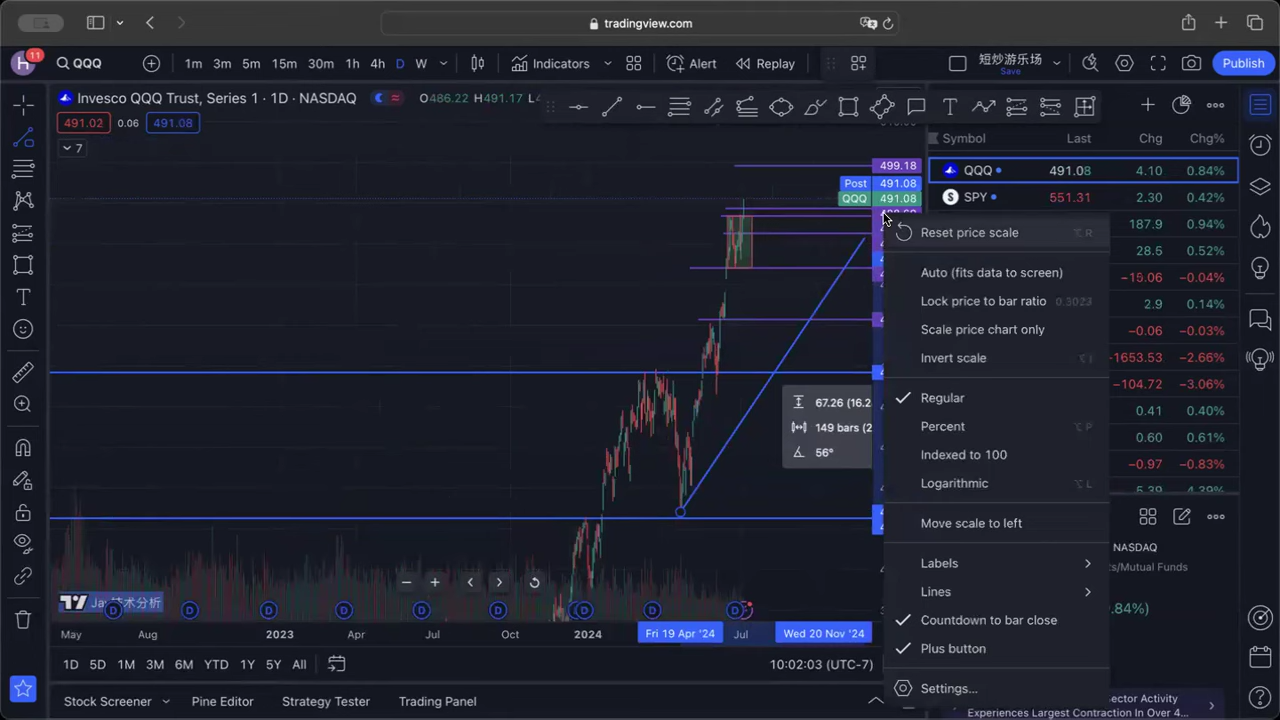 tradingview.com
11
QQQ
1m 3m 5m 15m 30m 1h 4h D W
Indicators
Alert
Replay
短炒游乐场
Save
Publish
Invesco QQQ Trust, Series 1 · 1D · NASDAQ
O486.22 H491.17
491.02 0.06 491.08
7
Symbol Last Chg Chg%
499.18
Post 491.08
QQQ 491.08
QQQ 491.08 4.10 0.84%
SPY 551.31 2.30 0.42%
187.9 0.94%
28.5 0.52%
−15.06 −0.04%
2.9 0.14%
−0.06 −0.03%
−1653.53 −2.66%
−104.72 −3.06%
0.41 0.40%
0.60 0.61%
−0.97 −0.83%
5.39 4.39%
Reset price scale ⌥ R
Auto (fits data to screen)
Lock price to bar ratio 0.3023
Scale price chart only
Invert scale ⌥ I
Regular
Percent ⌥ P
Indexed to 100
Logarithmic ⌥ L
Move scale to left
Labels
Lines
Countdown to bar close
Plus button
Settings...
67.26 (16.2
149 bars (2
56°
NASDAQ
/Mutual Funds
0.84%)
D D D D D D D D D
May Aug 2023 Apr Jul Oct 2024 Fri 19 Apr '24 Jul Wed 20 Nov '24
1D 5D 1M 3M 6M YTD 1Y 5Y All
10:02:03 (UTC-7)
Stock Screener Pine Editor Strategy Tester Trading Panel
ector Activity
Experiences Largest Contraction In Over 4...